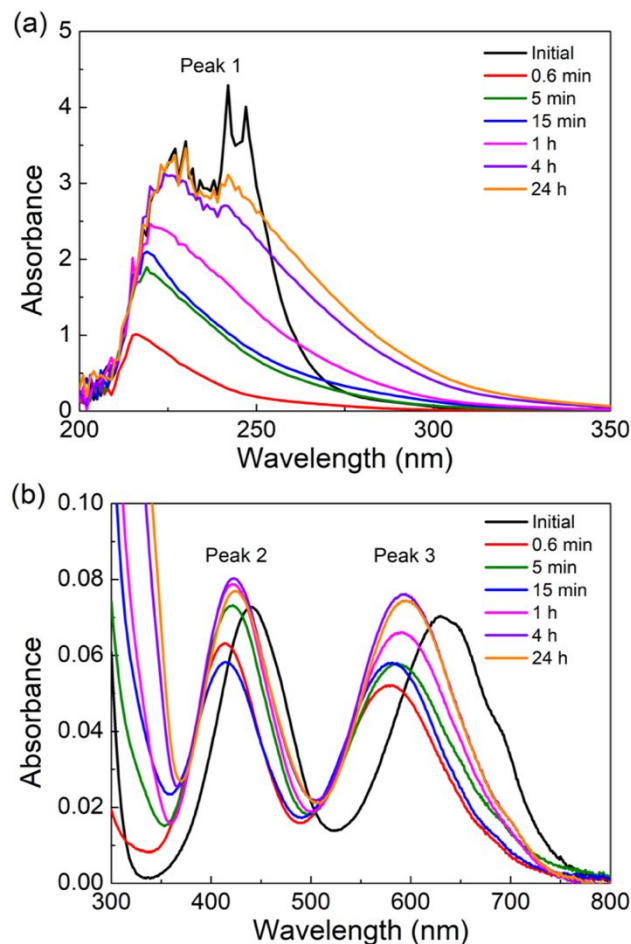 (a)
5
4
3
2
1
0
Absorbance
Peak 1
Initial
0.6 min
5 min
15 min
1 h
4 h
24 h
200 250 300 350
Wavelength (nm)
(b)
0.10
0.08
0.06
0.04
0.02
0.00
Absorbance
Peak 2 Peak 3
Initial
0.6 min
5 min
15 min
1 h
4 h
24 h
300 400 500 600 700 800
Wavelength (nm)